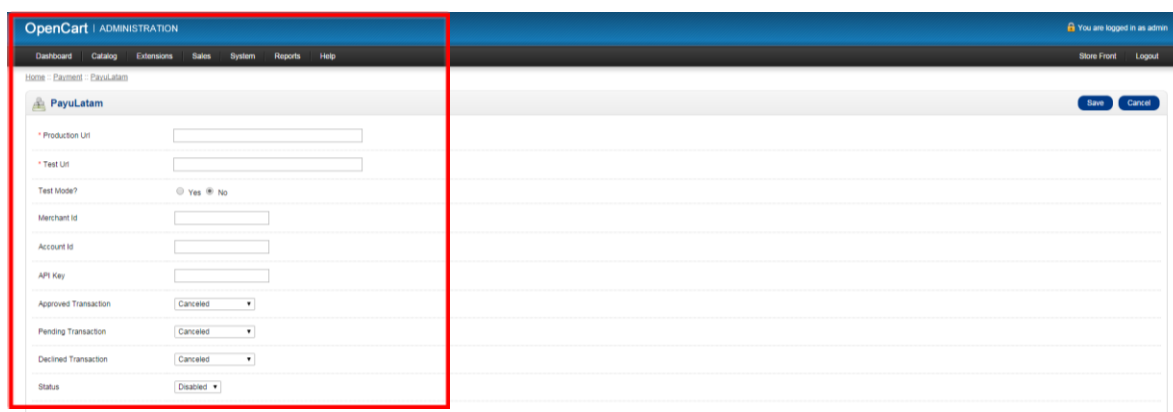 OpenCart | ADMINISTRATION You are logged in as admin
Dashboard Catalog Extensions Sales System Reports Help Store Front Logout
Home :: Payment :: PayuLatam
PayuLatam Save Cancel
* Production Url
* Test Url
Test Mode? Yes No
Merchant Id
Account Id
API Key
Approved Transaction Canceled
Pending Transaction Canceled
Declined Transaction Canceled
Status Disabled